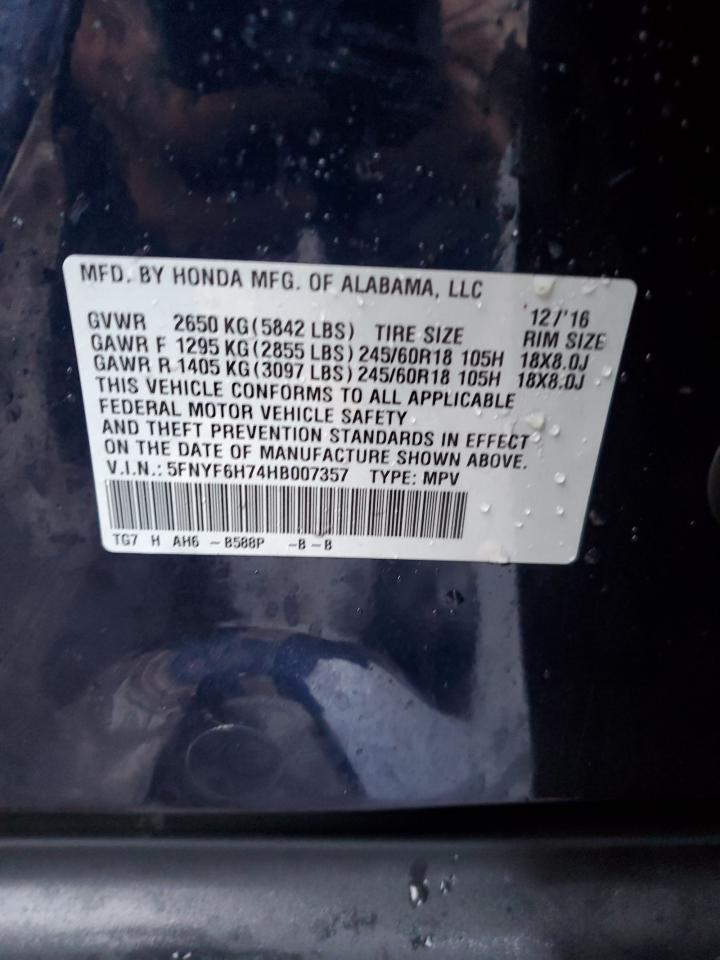 MFD. BY HONDA MFG. OF ALABAMA, LLC
12/'16
GVWR 2650 KG(5842 LBS) TIRE SIZE RIM SIZE
GAWR F 1295 KG(2855 LBS) 245/60R18 105H 18X8.0J
GAWR R 1405 KG(3097 LBS) 245/60R18 105H 18X8.0J
THIS VEHICLE CONFORMS TO ALL APPLICABLE
FEDERAL MOTOR VEHICLE SAFETY
AND THEFT PREVENTION STANDARDS IN EFFECT
ON THE DATE OF MANUFACTURE SHOWN ABOVE.
V.I.N.: 5FNYF6H74HB007357 TYPE: MPV
TG7 H AH6 - B588P -B-B